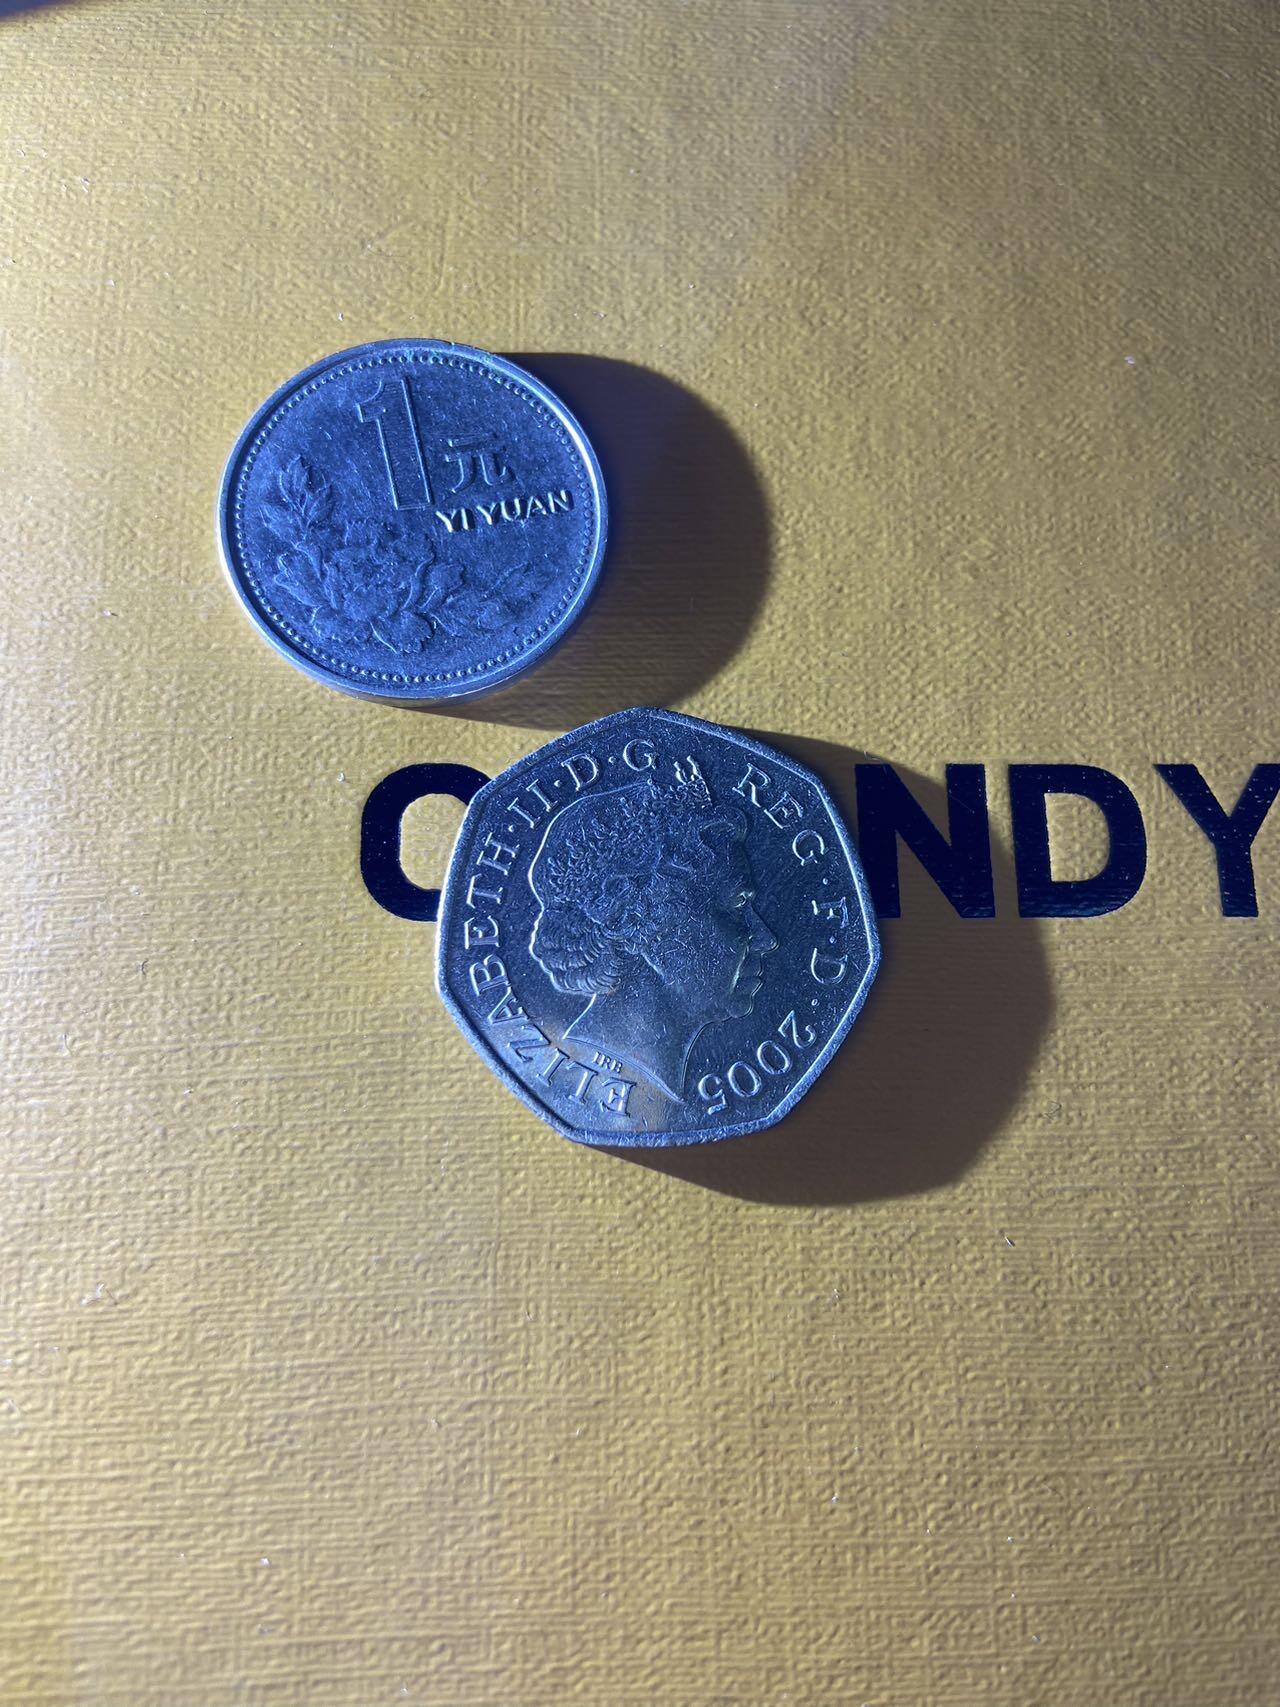 1元
YI YUAN
C NDY
ELIZABETH·II·D·G REG·F·D·2005
IRB